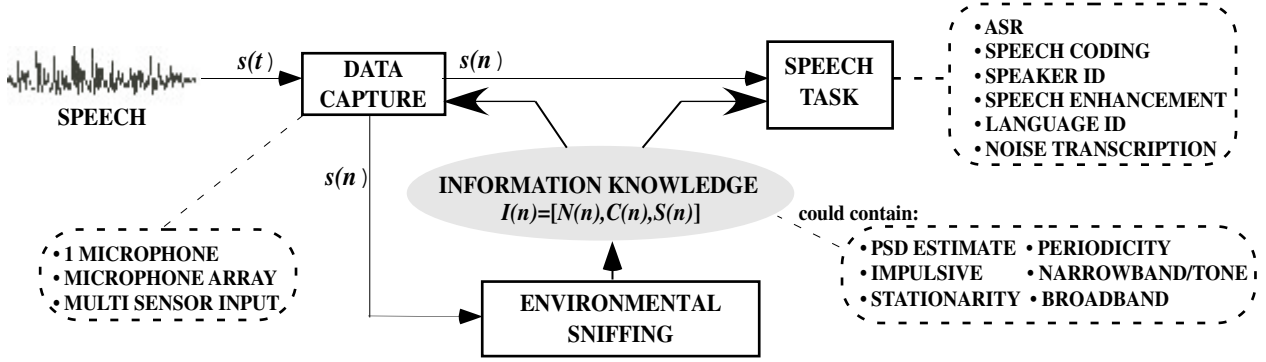 SPEECH
s(t)
DATA
CAPTURE
s(n)
SPEECH
TASK
• ASR
• SPEECH CODING
• SPEAKER ID
• SPEECH ENHANCEMENT
• LANGUAGE ID
• NOISE TRANSCRIPTION
s(n)
INFORMATION KNOWLEDGE
I(n)=[N(n),C(n),S(n)]
could contain:
• PSD ESTIMATE • PERIODICITY
• IMPULSIVE • NARROWBAND/TONE
• STATIONARITY • BROADBAND
• 1 MICROPHONE
• MICROPHONE ARRAY
• MULTI SENSOR INPUT
ENVIRONMENTAL
SNIFFING